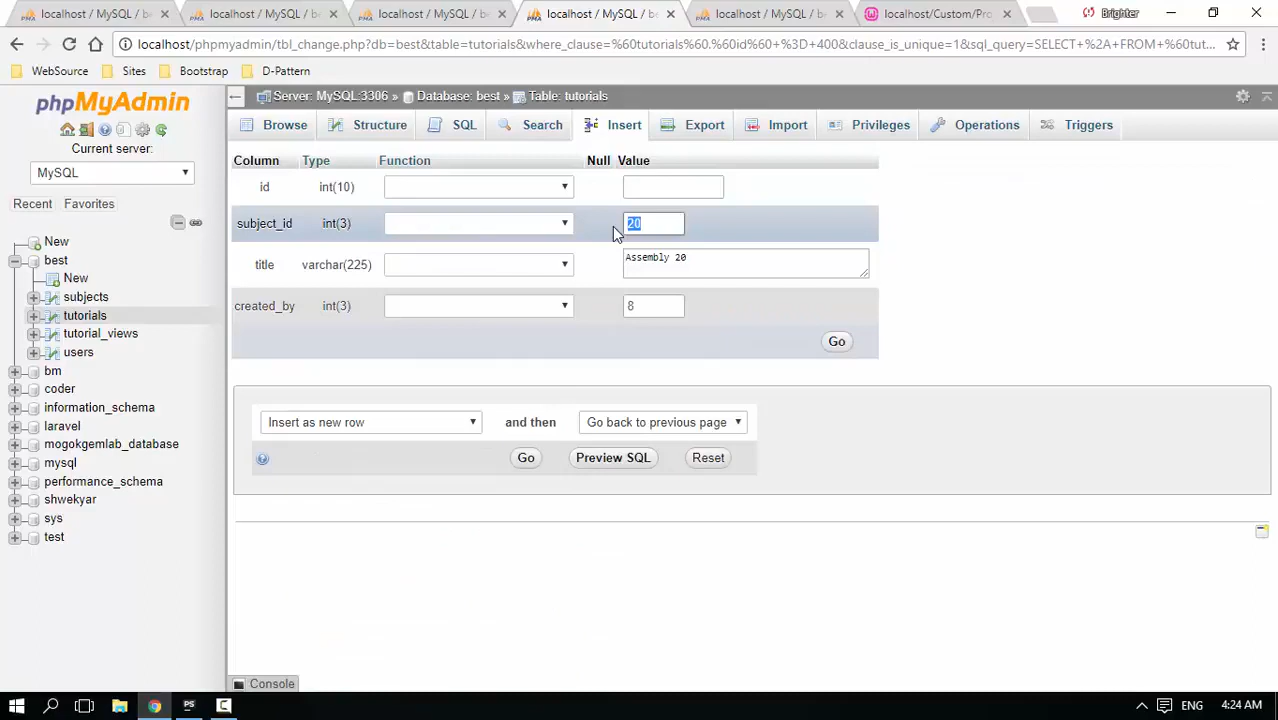 localhost / MySQL / be
localhost / MySQL / be
localhost / MySQL / be
localhost / MySQL / be
localhost / MySQL / be
localhost/Custom/Pro
Brighter
localhost/phpmyadmin/tbl_change.php?db=best&table=tutorials&where_clause=%60tutorials%60.%60id%60+%3D+400&clause_is_unique=1&sql_query=SELECT+%2A+FROM+%60tut...
WebSource
Sites
Bootstrap
D-Pattern
phpMyAdmin
Current server:
MySQL
Recent
Favorites
New
best
New
subjects
tutorials
tutorial_views
users
bm
coder
information_schema
laravel
mogokgemlab_database
mysql
performance_schema
shwekyar
sys
test
Server: MySQL:3306 » Database: best » Table: tutorials
Browse
Structure
SQL
Search
Insert
Export
Import
Privileges
Operations
Triggers
Column Type Function Null Value
id int(10)
subject_id int(3) 20
title varchar(225) Assembly 20
created_by int(3) 8
Go
Insert as new row and then Go back to previous page
Go Preview SQL Reset
Console
PS
C
ENG
4:24 AM